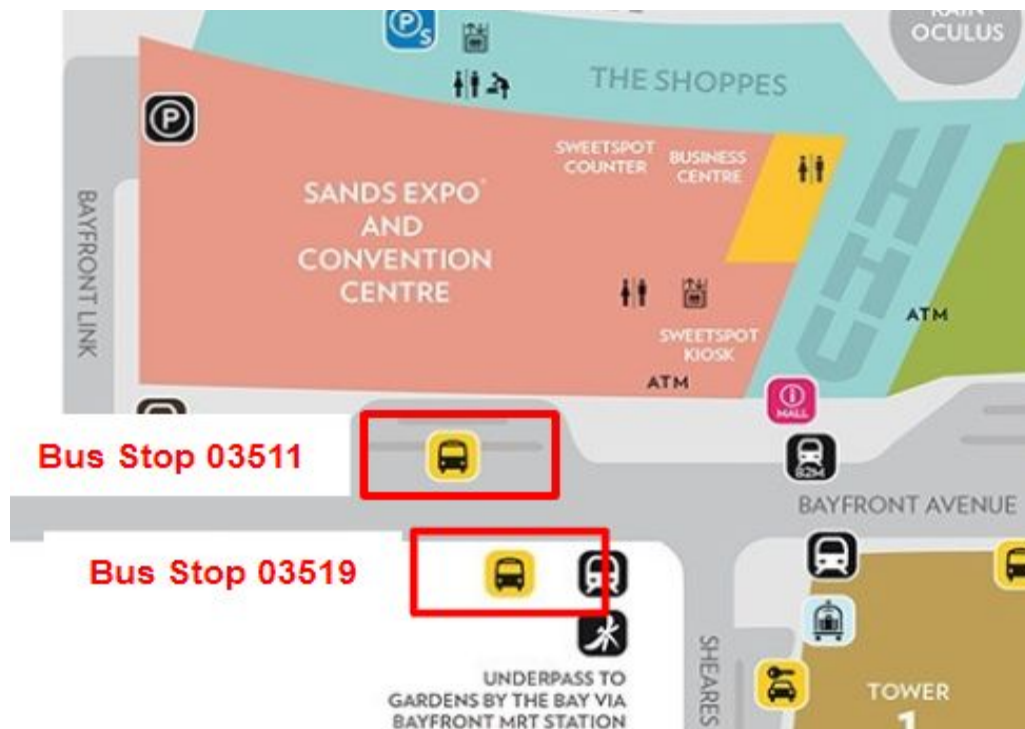 RAIN
OCULUS
P
S
THE SHOPPES
P
SWEETSPOT
COUNTER
BUSINESS
CENTRE
SANDS EXPO
AND
CONVENTION
CENTRE
BAYFRONT LINK
ATM
SWEETSPOT
KIOSK
ATM
MALL
Bus Stop 03511
82M
BAYFRONT AVENUE
Bus Stop 03519
UNDERPASS TO
GARDENS BY THE BAY VIA
BAYFRONT MRT STATION
SHEARES
TOWER
1